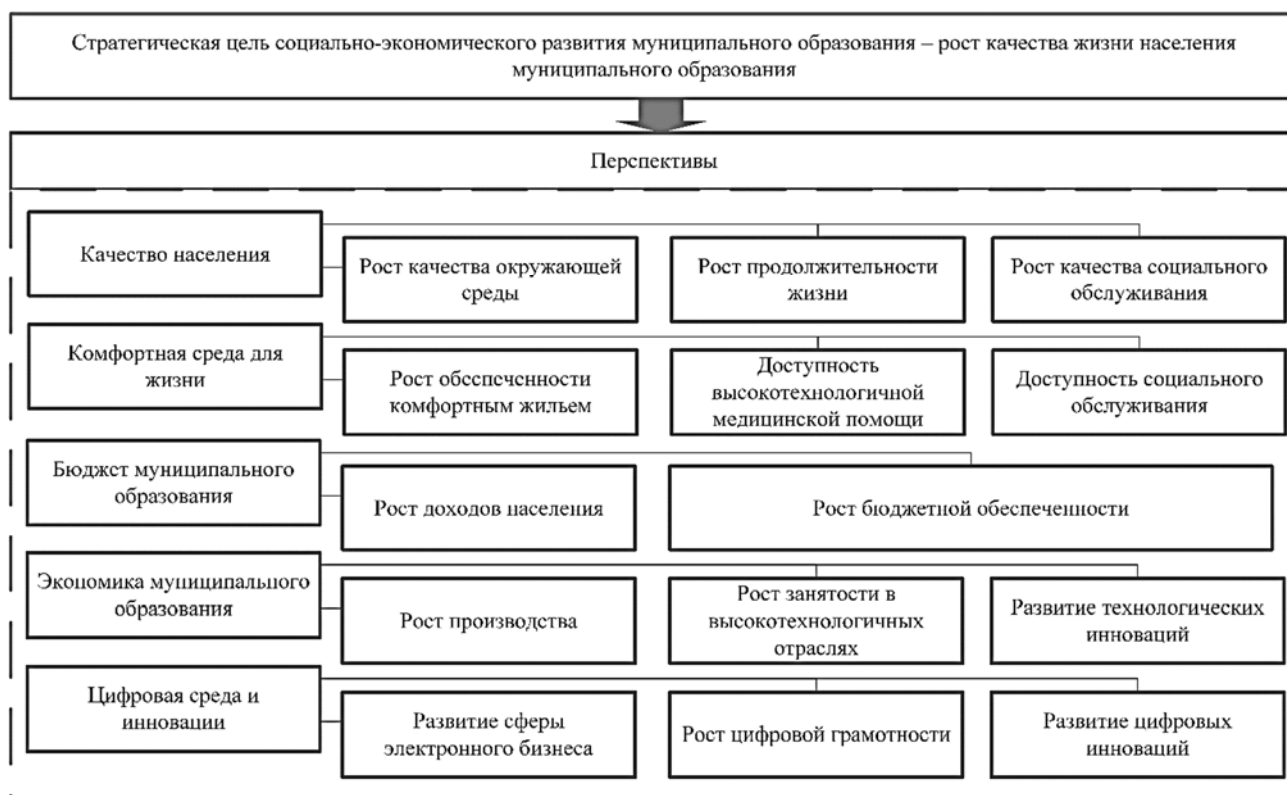 Стратегическая цель социально-экономического развития муниципального образования – рост качества жизни населения
муниципального образования
Перспективы
Качество населения
Рост качества окружающей
среды
Рост продолжительности
жизни
Рост качества социального
обслуживания
Комфортная среда для
жизни
Рост обеспеченности
комфортным жильем
Доступность
высокотехнологичной
медицинской помощи
Доступность социального
обслуживания
Бюджет муниципального
образования
Рост доходов населения
Рост бюджетной обеспеченности
Экономика муниципального
образования
Рост производства
Рост занятости в
высокотехнологичных
отраслях
Развитие технологических
инноваций
Цифровая среда и
инновации
Развитие сферы
электронного бизнеса
Рост цифровой грамотности
Развитие цифровых
инноваций